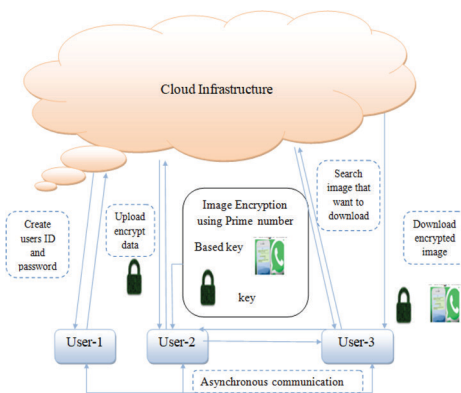 Cloud Infrastructure
Create
users ID
and
password
Upload
encrypt
data
Image Encryption
using Prime number
Based key
key
Search
image that
want to
download
Download
encrypted
image
User-1
User-2
User-3
Asynchronous communication